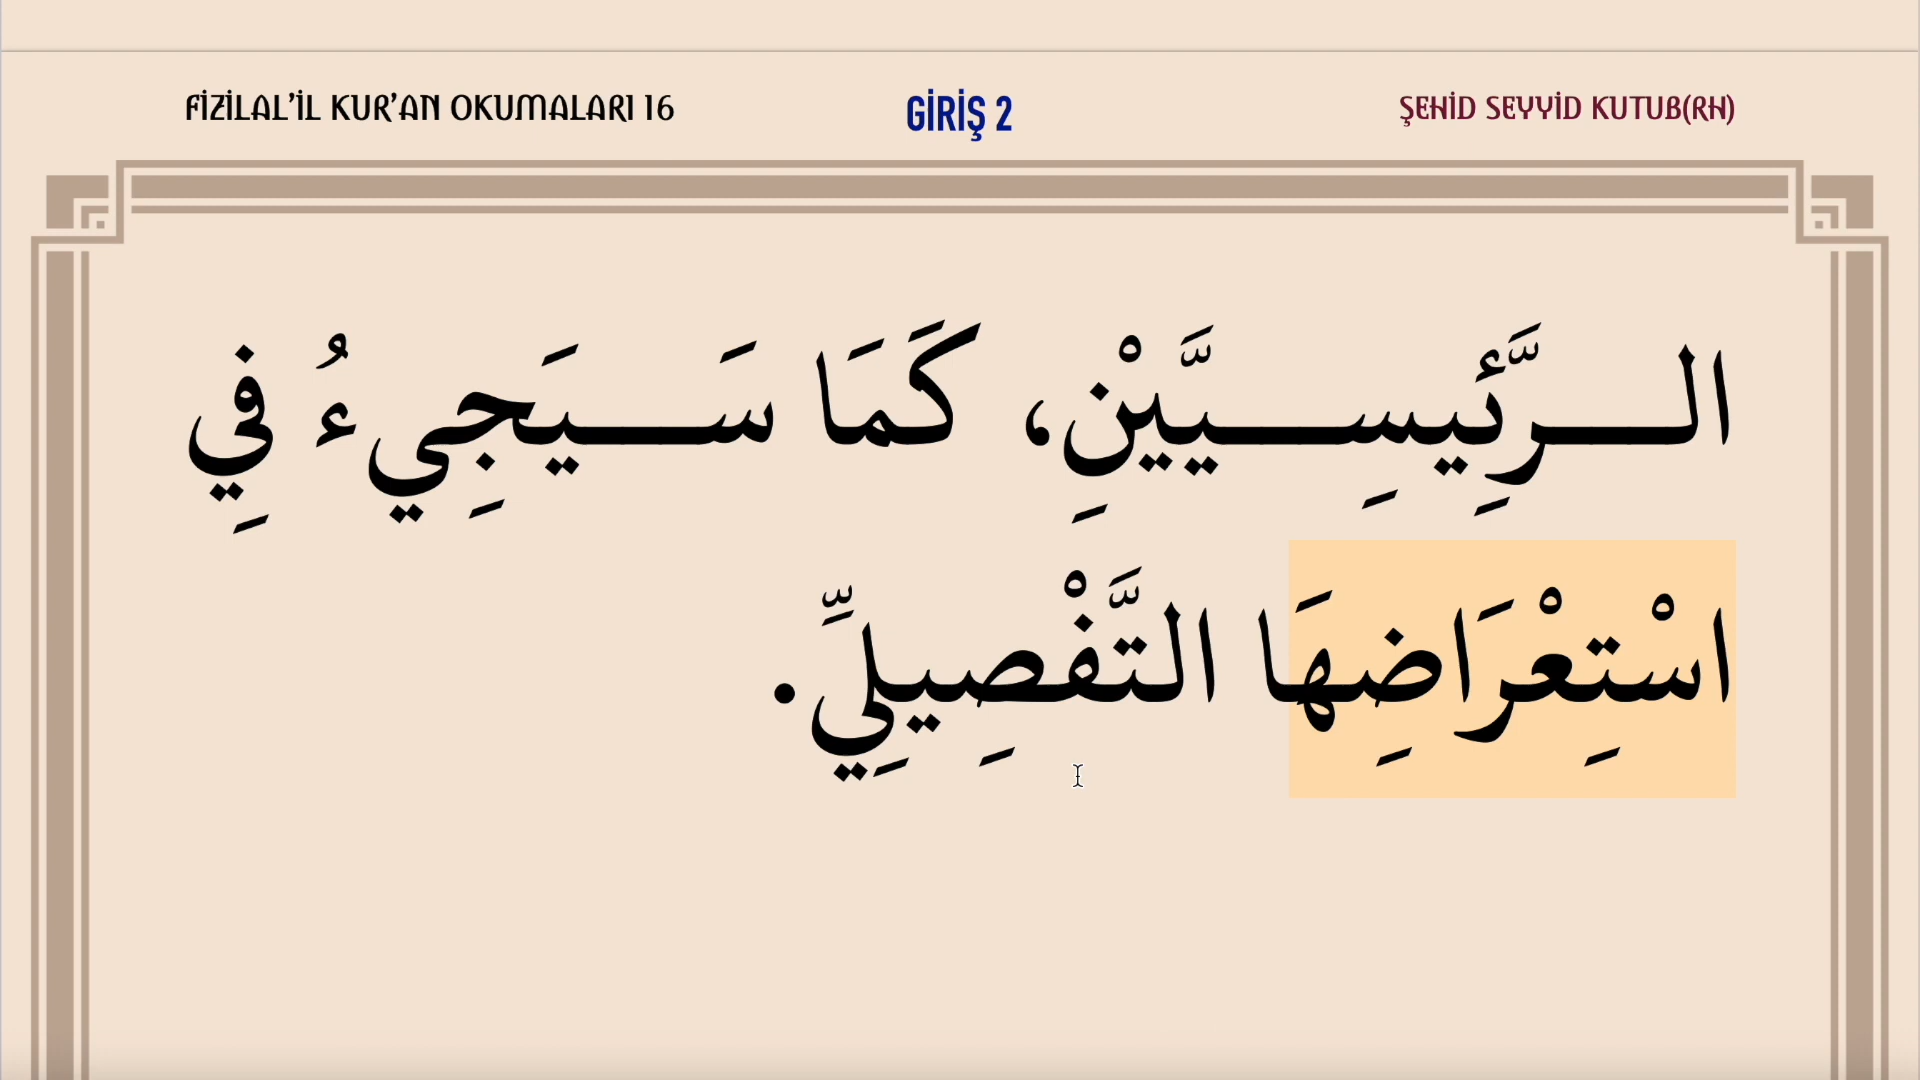 FİZİLAL’İL KUR’AN OKUMALARI 16
GİRİŞ 2
ŞEHİD SEYYİD KUTUB(RH)
الــرَّئِيسِــيَّيْنِ، كَمَا سَــيَجِيءُ فِي
اسْتِعْرَاضِهَا التَّفْصِيلِيِّ.